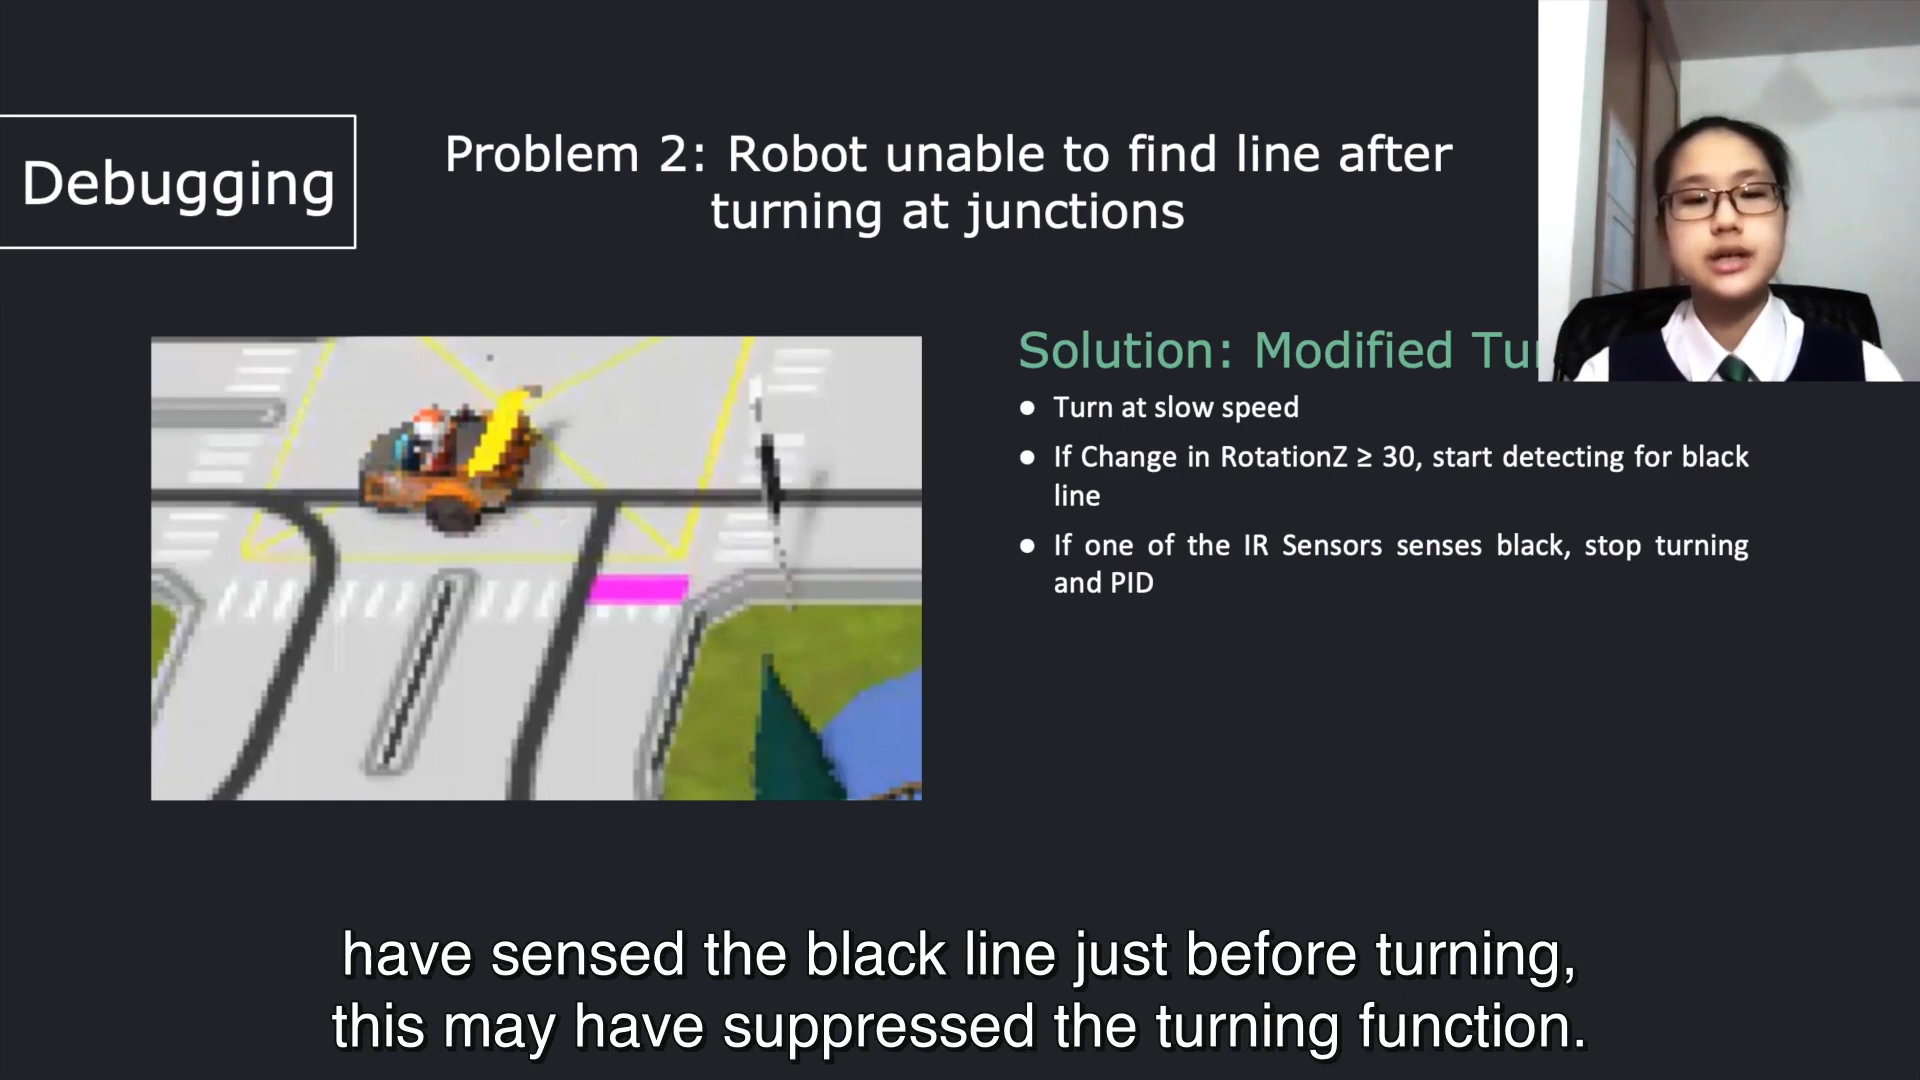 Debugging
Problem 2: Robot unable to find line after
turning at junctions
Solution: Modified
● Turn at slow speed
● If Change in RotationZ ≥ 30, start detecting for black
line
● If one of the IR Sensors senses black, stop turning
and PID
have sensed the black line just before turning,
this may have suppressed the turning function.